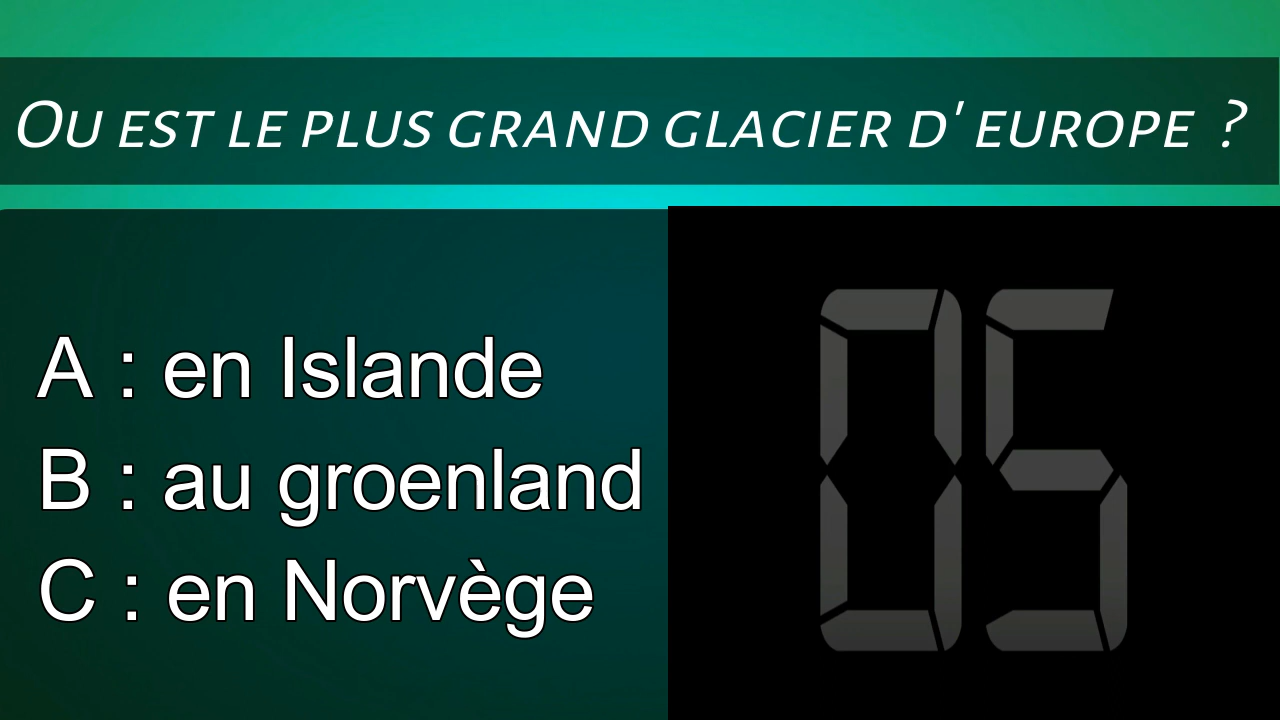 Ou est le plus grand glacier d' europe ?
A : en Islande
B : au groenland
C : en Norvège
05